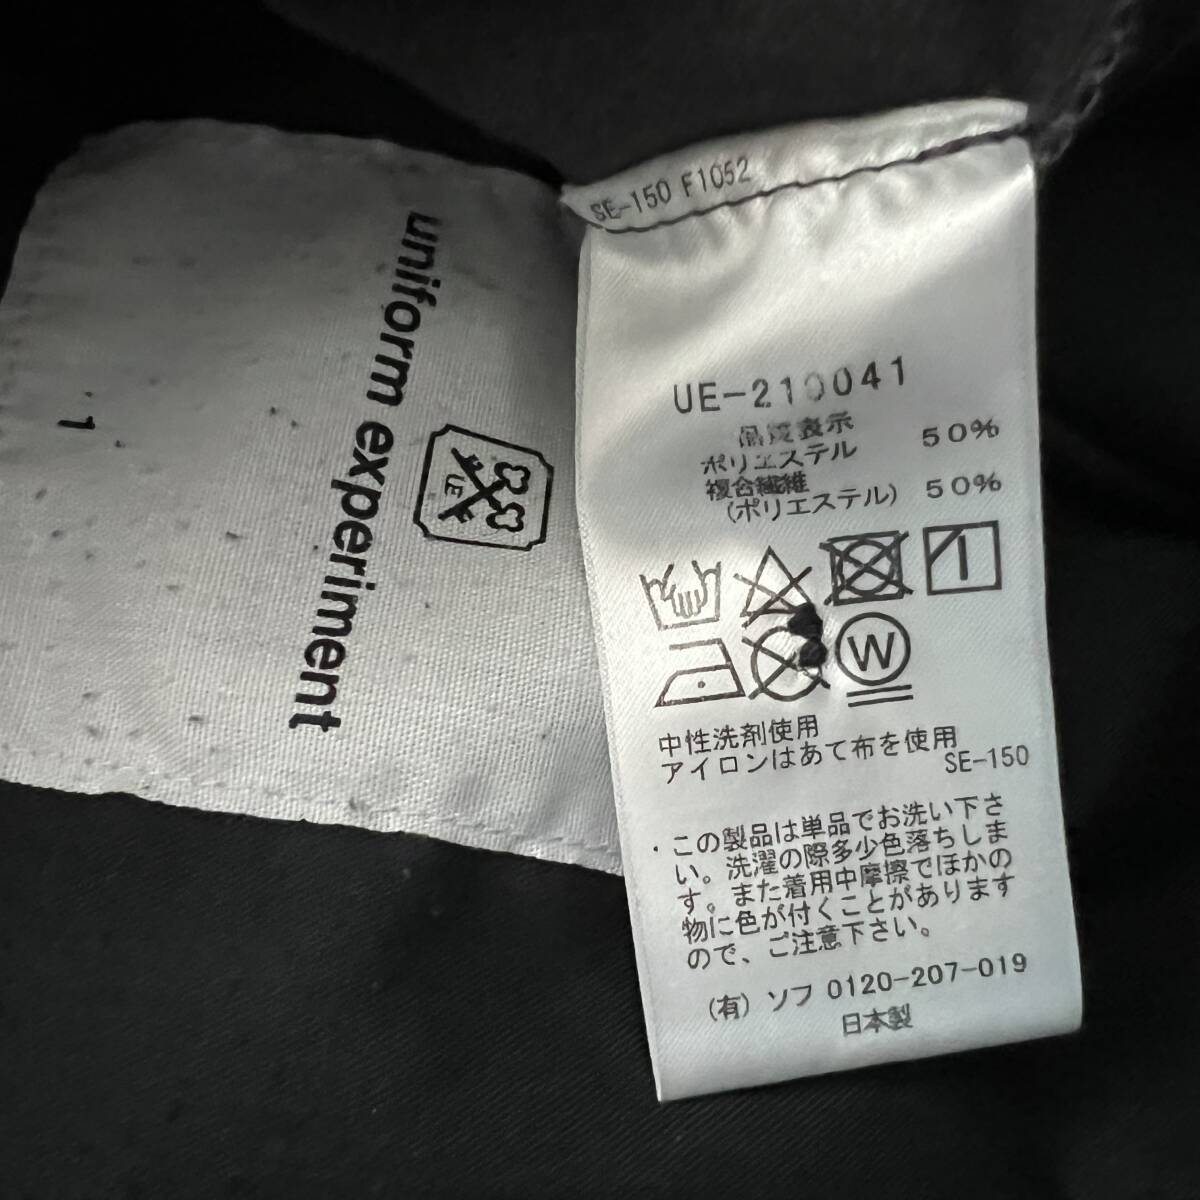 uniform experiment
UE
1
SE-150 F1052
UE-210041
品質表示
ポリエステル 50%
複合繊維
(ポリエステル) 50%
W
中性洗剤使用
アイロンはあて布を使用
SE-150
この製品は単品でお洗い下さ
い。洗濯の際多少色落ちしま
す。また着用中摩擦でほかの
物に色が付くことがあります
ので、ご注意下さい。
(有) ソフ 0120-207-019
日本製